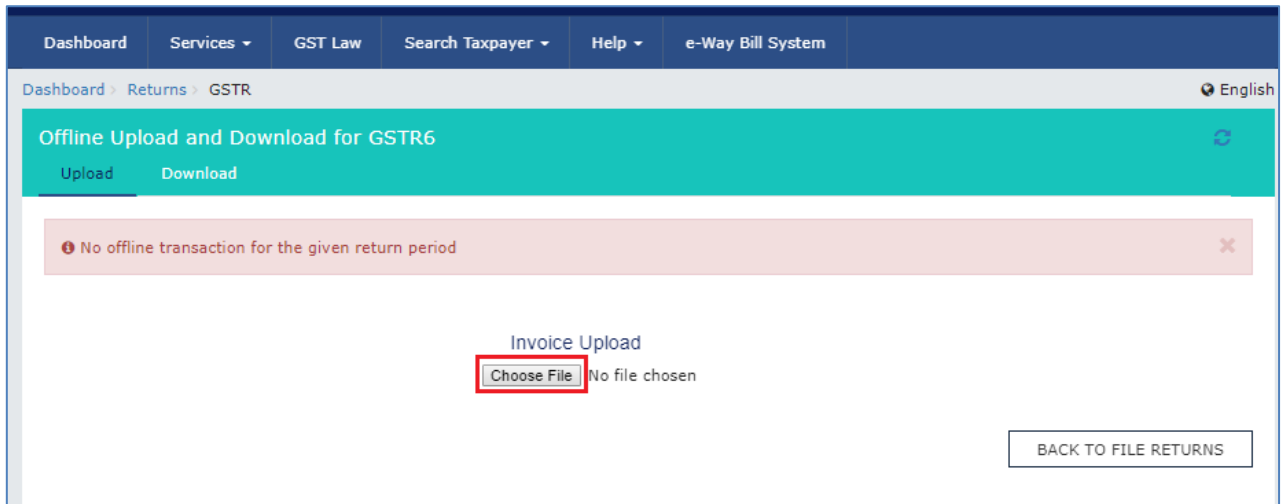 Dashboard Services GST Law Search Taxpayer Help e-Way Bill System
Dashboard > Returns > GSTR English
Offline Upload and Download for GSTR6
Upload Download
No offline transaction for the given return period
Invoice Upload
Choose File No file chosen
BACK TO FILE RETURNS